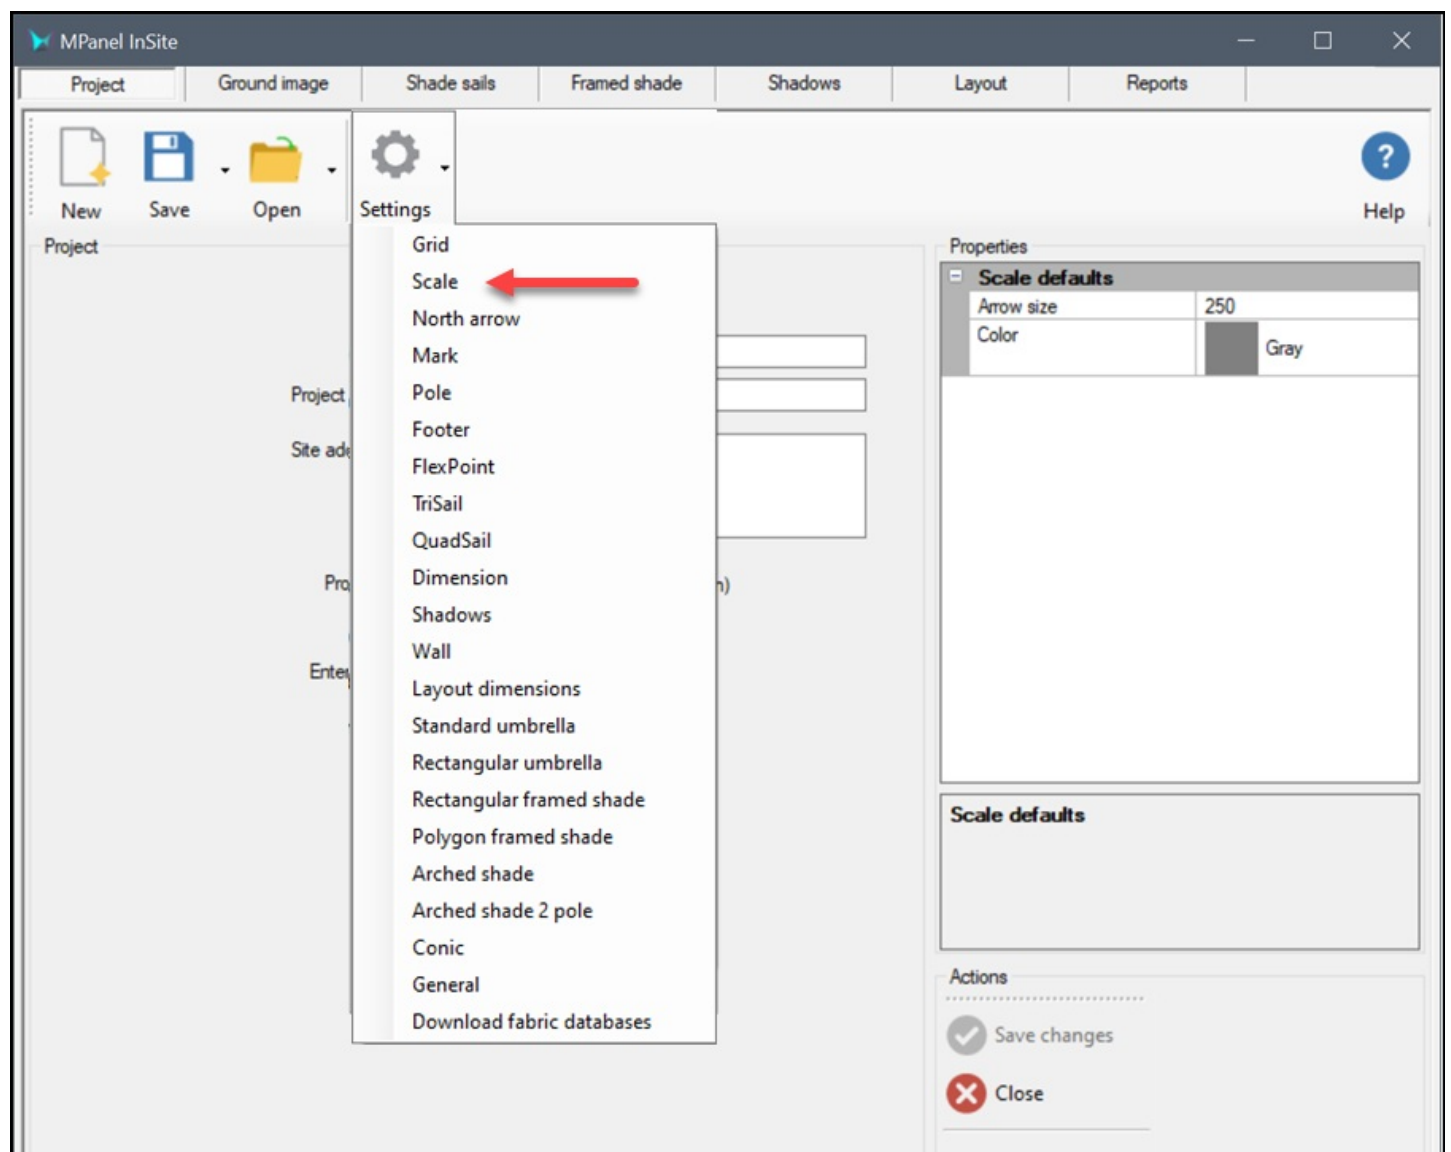 MPanel InSite
Project Ground image Shade sails Framed shade Shadows Layout Reports
New Save Open Settings Help
Project
Grid
Scale
North arrow
Mark
Project
Pole
Footer
Site
FlexPoint
TriSail
QuadSail
Dimension
Shadows
Wall
Layout dimensions
Standard umbrella
Rectangular umbrella
Rectangular framed shade
Polygon framed shade
Arched shade
Arched shade 2 pole
Conic
General
Download fabric databases
Properties
Scale defaults
Arrow size 250
Color Gray
Scale defaults
Actions
Save changes
Close